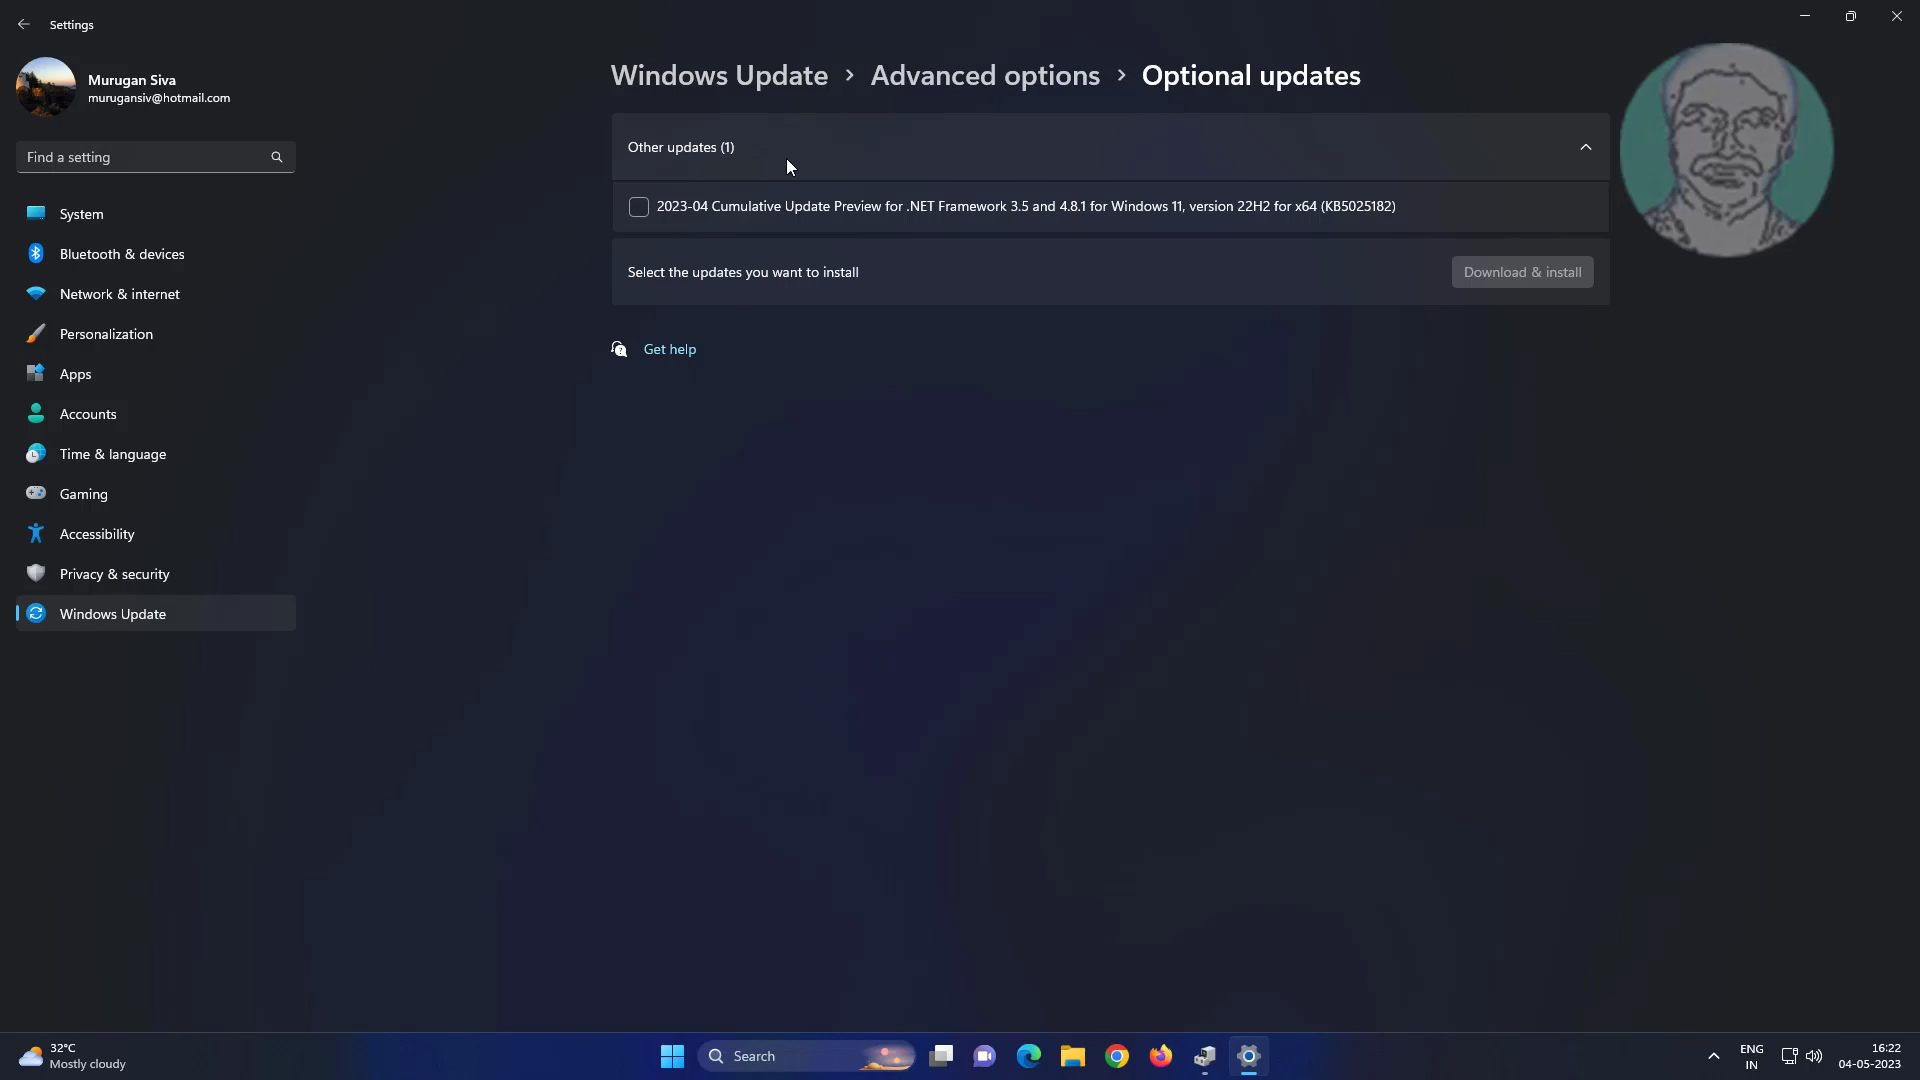 Settings
Murugan Siva
murugansiv@hotmail.com
Find a setting
System
Bluetooth & devices
Network & internet
Personalization
Apps
Accounts
Time & language
Gaming
Accessibility
Privacy & security
Windows Update
Windows Update > Advanced options > Optional updates
Other updates (1)
2023-04 Cumulative Update Preview for .NET Framework 3.5 and 4.8.1 for Windows 11, version 22H2 for x64 (KB5025182)
Select the updates you want to install
Download & install
Get help
32°C
Mostly cloudy
Search
ENG
IN
16:22
04-05-2023